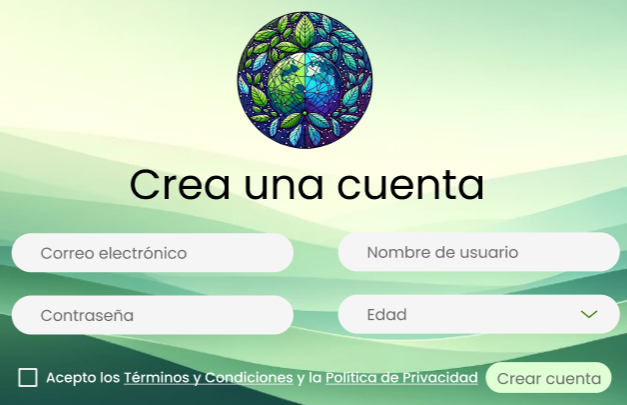 Crea una cuenta
Correo electrónico
Nombre de usuario
Contraseña
Edad
Acepto los Términos y Condiciones y la Política de Privacidad
Crear cuenta